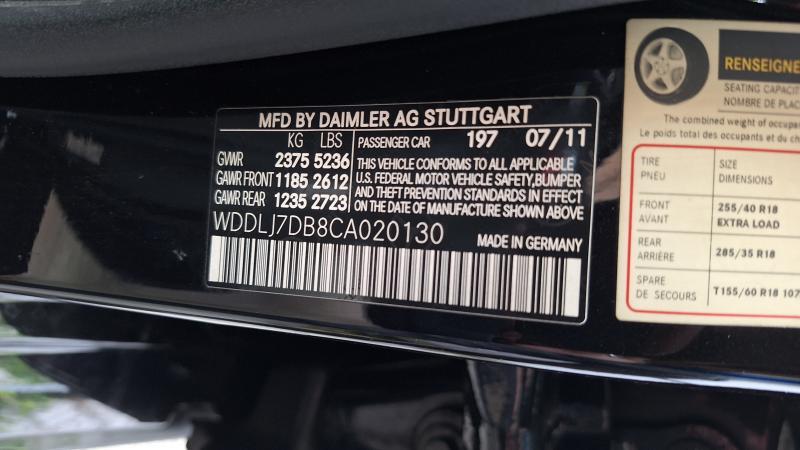 MFD BY DAIMLER AG STUTTGART
KG LBS PASSENGER CAR 197 07/11
GVWR 2375 5236
GAWR FRONT 1185 2612
GAWR REAR 1235 2723
THIS VEHICLE CONFORMS TO ALL APPLICABLE
U.S. FEDERAL MOTOR VEHICLE SAFETY, BUMPER
AND THEFT PREVENTION STANDARDS IN EFFECT
ON THE DATE OF MANUFACTURE SHOWN ABOVE
WDDLJ7DB8CA020130
MADE IN GERMANY
RENSEIGNE
SEATING CAPACIT
NOMBRE DE PLAC
The combined weight of occupa
Le poids total des occupants et du ch
TIRE
PNEU
SIZE
DIMENSIONS
FRONT
AVANT
255/40 R18
EXTRA LOAD
REAR
ARRIÈRE
285/35 R18
SPARE
DE SECOURS
T155/60 R18 107